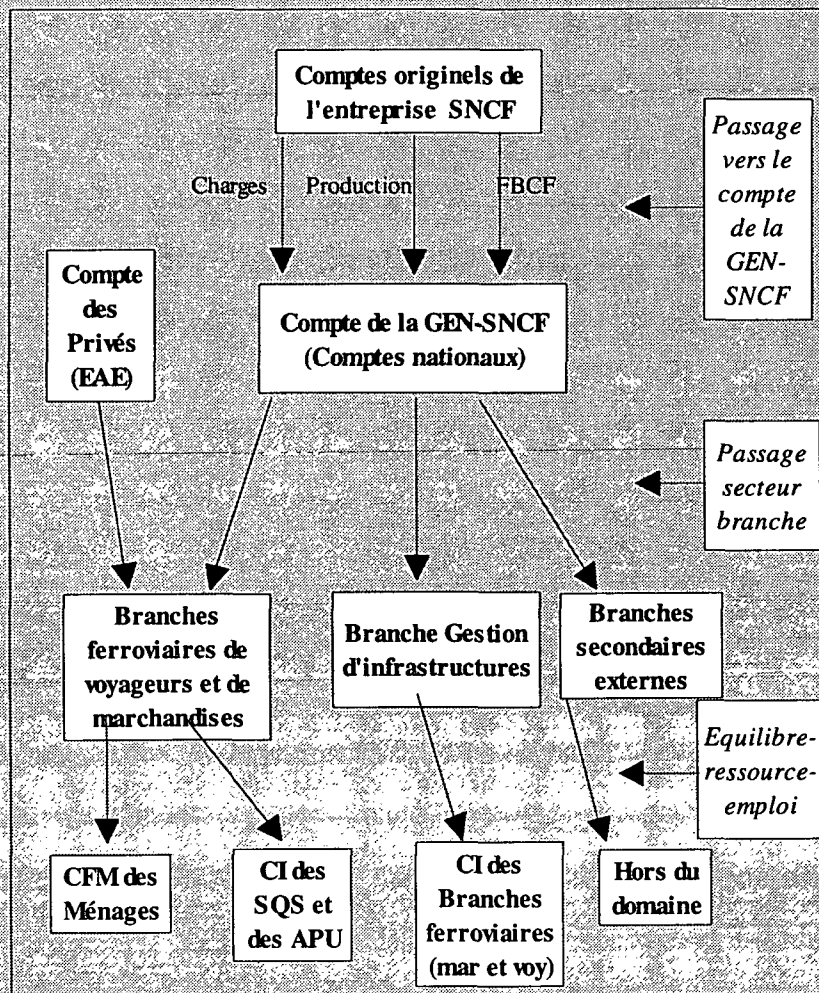 Comptes originels de
l'entreprise SNCF
Passage
vers le
compte
de la
GEN-
SNCF
Charges
Production
FBCF
Compte
des
Privés
(EAE)
Compte de la GEN-SNCF
(Comptes nationaux)
Passage
secteur
branche
Branches
ferroviaires de
voyageurs et de
marchandises
Branche Gestion
d'infrastructures
Branches
secondaires
externes
Equilibre-
ressource-
emploi
CFM des
Ménages
CI des
SQS et
des APU
CI des
Branches
ferroviaires
(mar et voy)
Hors du
domaine